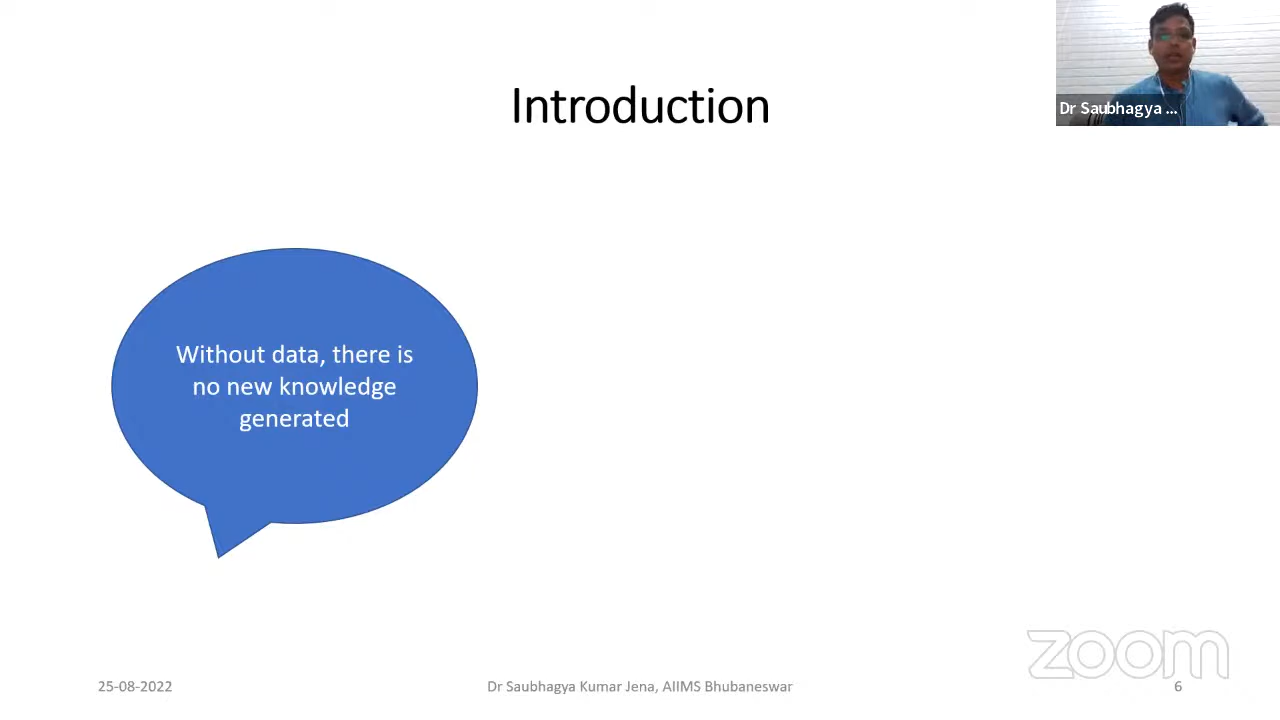 Introduction
Dr Saubhagya ...
Without data, there is
no new knowledge
generated
zoom
25-08-2022
Dr Saubhagya Kumar Jena, AIIMS Bhubaneswar
6